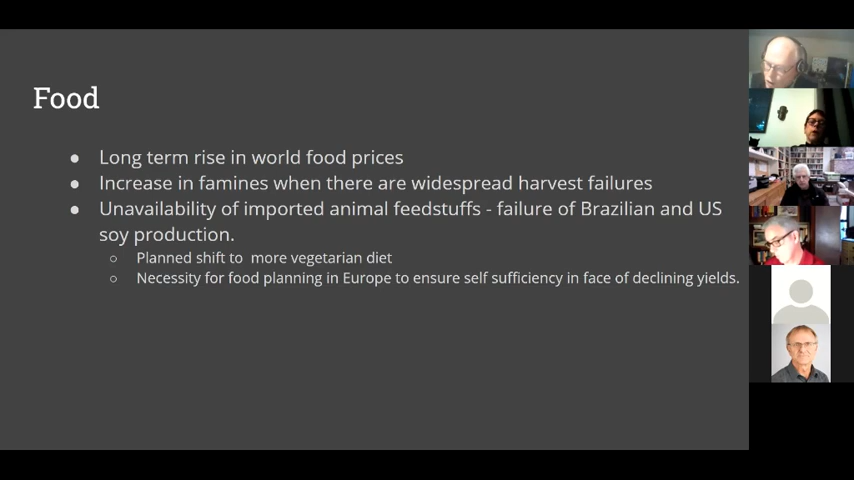 Food
● Long term rise in world food prices
● Increase in famines when there are widespread harvest failures
● Unavailability of imported animal feedstuffs - failure of Brazilian and US
soy production.
○ Planned shift to more vegetarian diet
○ Necessity for food planning in Europe to ensure self sufficiency in face of declining yields.